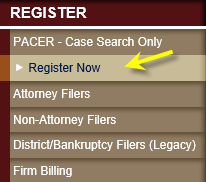 REGISTER
PACER - Case Search Only
Register Now
Attorney Filers
Non-Attorney Filers
District/Bankruptcy Filers (Legacy)
Firm Billing